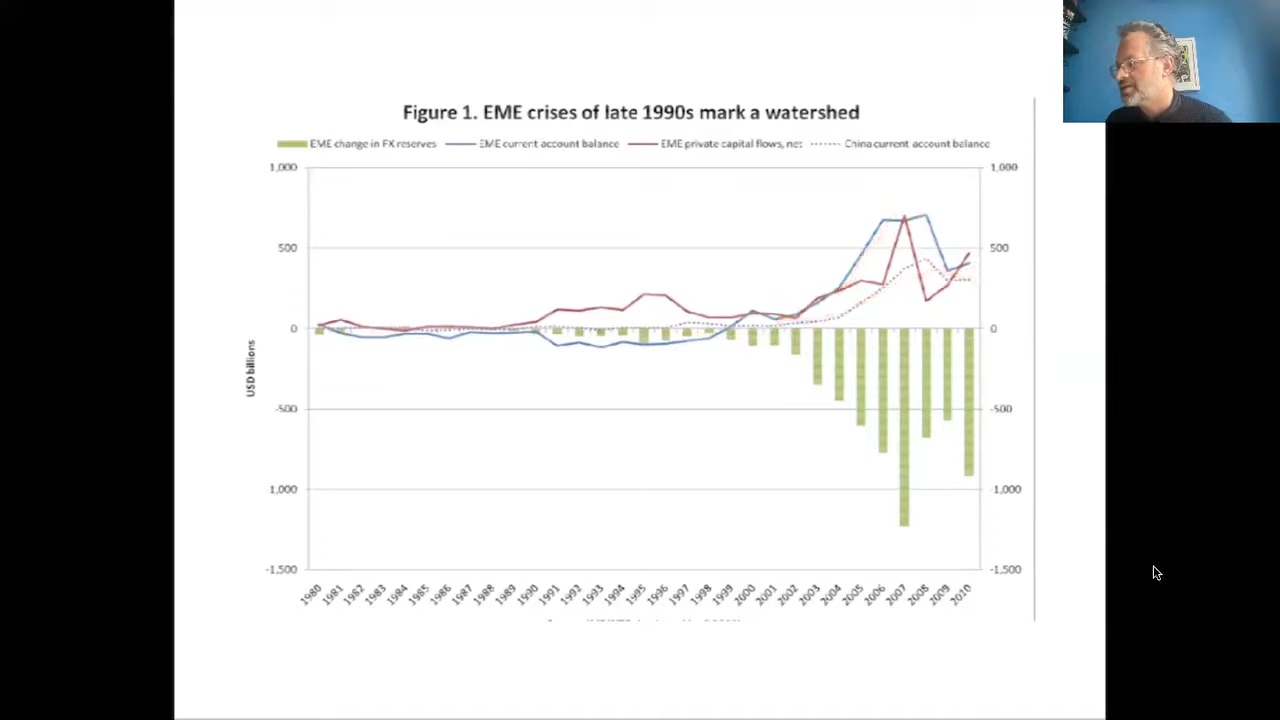 Figure 1. EME crises of late 1990s mark a watershed
EME change in FX reserves EME current account balance EME private capital flows, net China current account balance
1,000 1,000
500 500
0 0
USD billions
-500 -500
1,000 1,000
-1,500 -1,500
1980 1981 1982 1983 1984 1985 1986 1987 1988 1989 1990 1991 1992 1993 1994 1995 1996 1997 1998 1999 2000 2001 2002 2003 2004 2005 2006 2007 2008 2009 2010